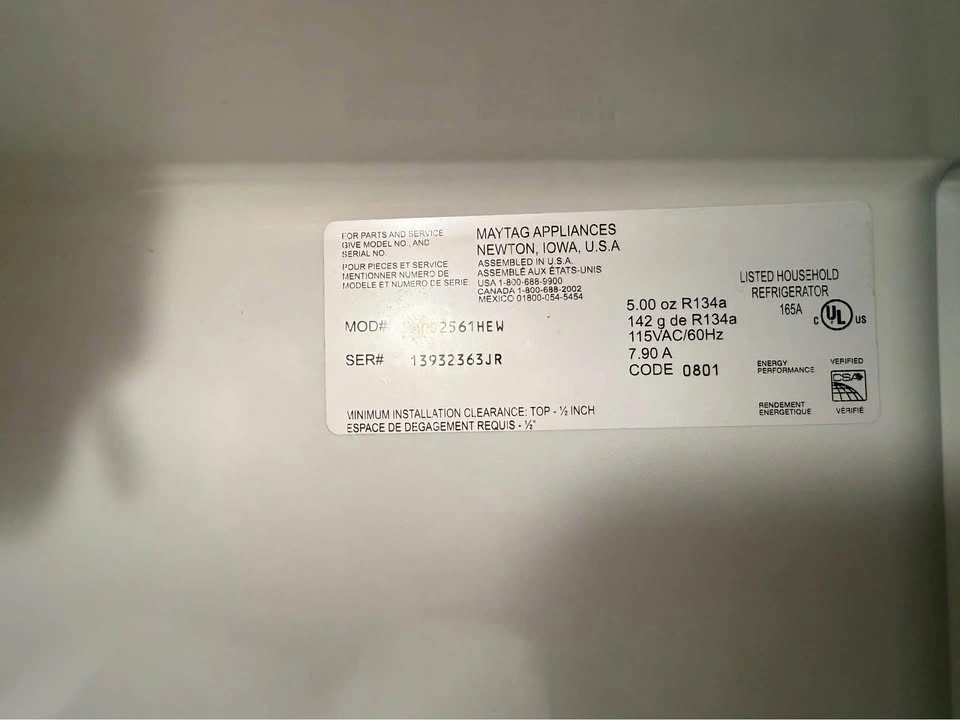 FOR PARTS AND SERVICE
GIVE MODEL NO., AND
SERIAL NO.
POUR PIECES ET SERVICE
MENTIONNER NUMERO DE
MODELE ET NUMERO DE SERIE.
MAYTAG APPLIANCES
NEWTON, IOWA, U.S.A
ASSEMBLED IN U.S.A.
ASSEMBLÉ AUX ÉTATS-UNIS
USA 1-800-688-9900
CANADA 1-800-688-2002
MEXICO 01800-054-5454
MOD#
SER# 13932363JR
MINIMUM INSTALLATION CLEARANCE: TOP - ½ INCH
ESPACE DE DEGAGEMENT REQUIS - ½"
5.00 oz R134a
142 g de R134a
115VAC/60Hz
7.90 A
CODE 0801
LISTED HOUSEHOLD
REFRIGERATOR
165A
C UL US
ENERGY
PERFORMANCE
VERIFIED
CSA
RENDEMENT
ENERGETIQUE
VÉRIFIÉ